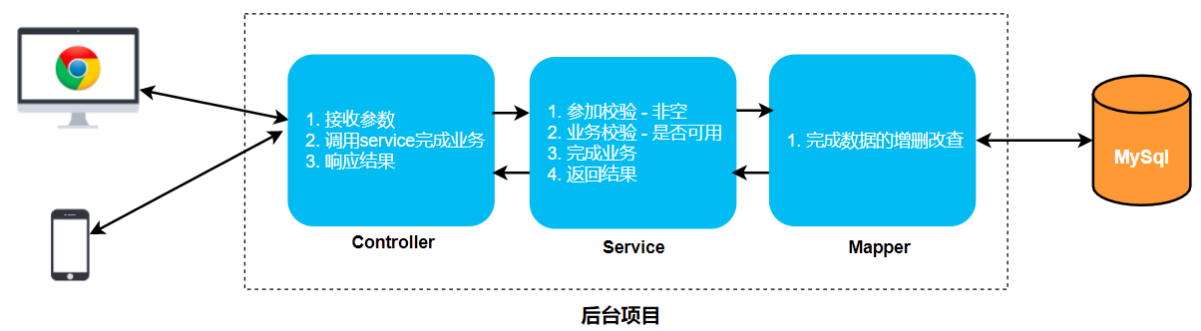 1. 接收参数
2. 调用service完成业务
3. 响应结果
Controller
1. 参加校验 - 非空
2. 业务校验 - 是否可用
3. 完成业务
4. 返回结果
Service
1. 完成数据的增删改查
Mapper
MySql
后台项目